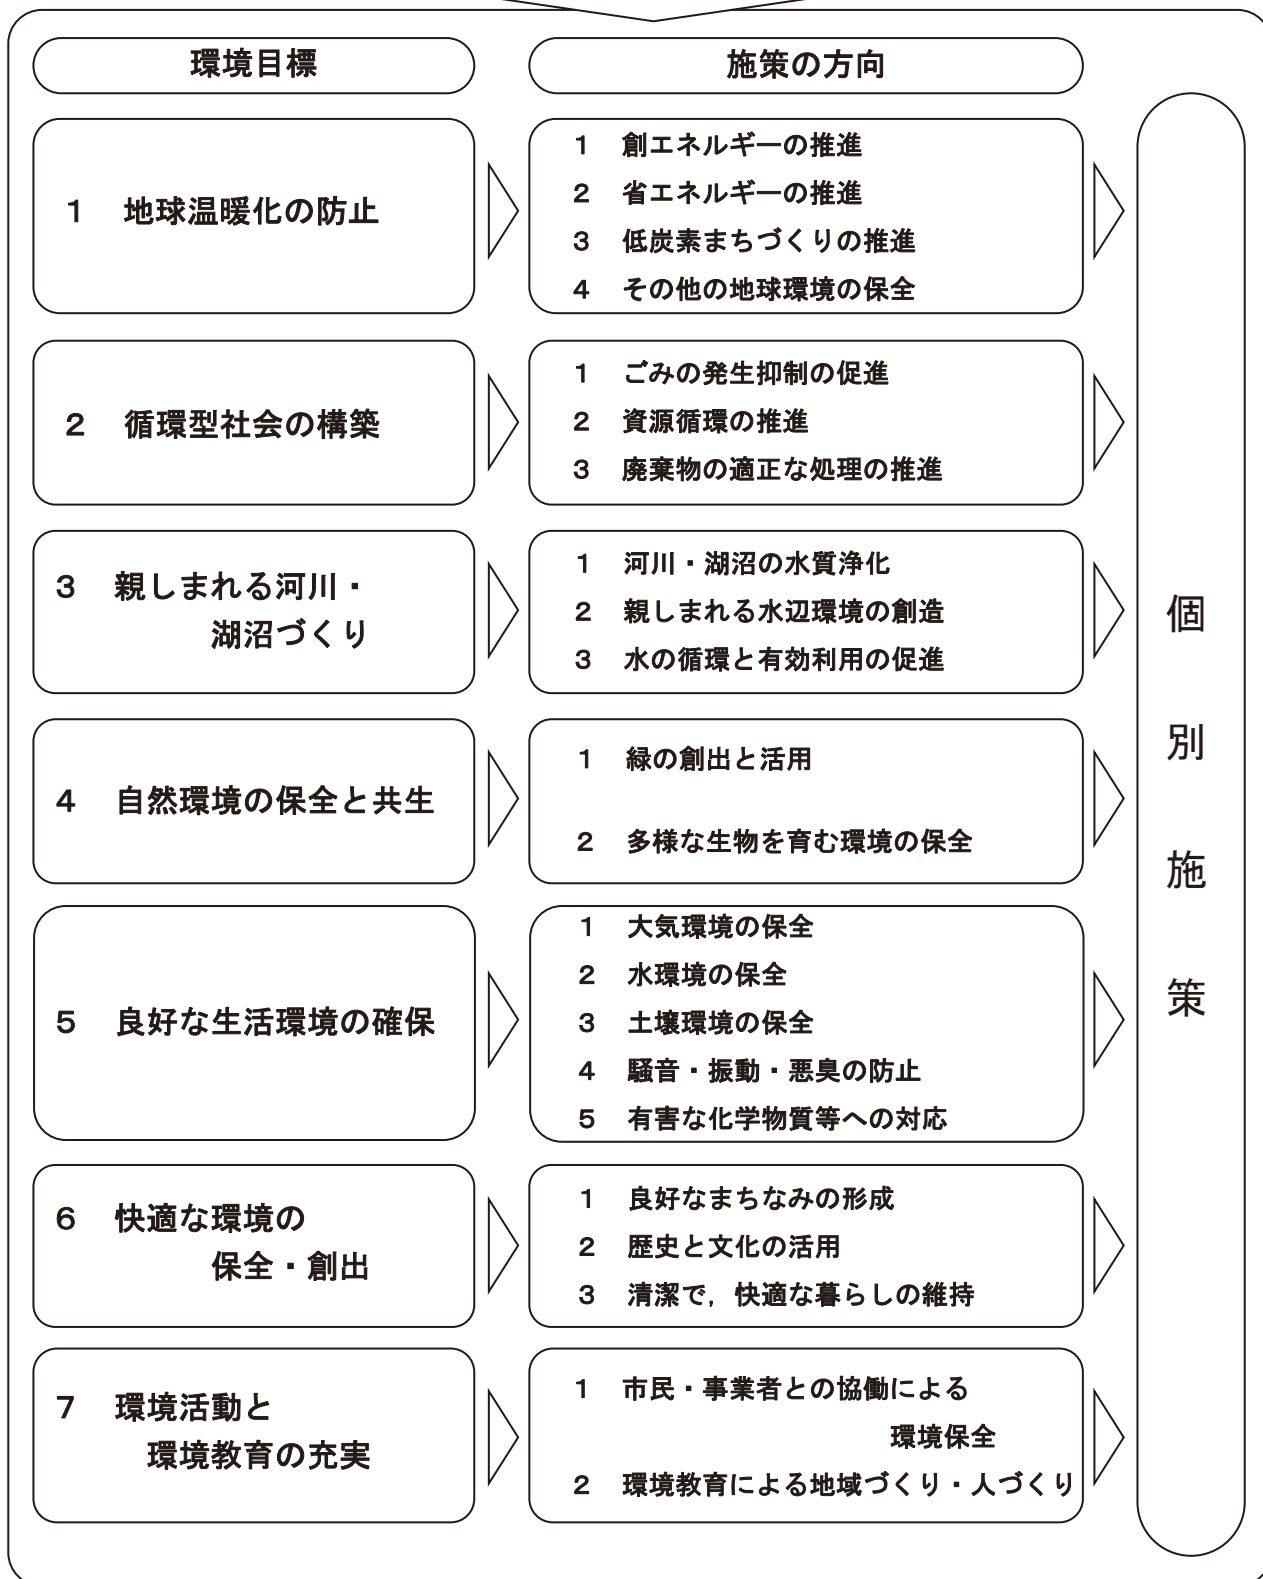 環境目標
施策の方向
1 地球温暖化の防止
1 創エネルギーの推進
2 省エネルギーの推進
3 低炭素まちづくりの推進
4 その他の地球環境の保全
2 循環型社会の構築
1 ごみの発生抑制の促進
2 資源循環の推進
3 廃棄物の適正な処理の推進
3 親しまれる河川・
湖沼づくり
1 河川・湖沼の水質浄化
2 親しまれる水辺環境の創造
3 水の循環と有効利用の促進
4 自然環境の保全と共生
1 緑の創出と活用
2 多様な生物を育む環境の保全
5 良好な生活環境の確保
1 大気環境の保全
2 水環境の保全
3 土壌環境の保全
4 騒音・振動・悪臭の防止
5 有害な化学物質等への対応
6 快適な環境の
保全・創出
1 良好なまちなみの形成
2 歴史と文化の活用
3 清潔で，快適な暮らしの維持
7 環境活動と
環境教育の充実
1 市民・事業者との協働による
環境保全
2 環境教育による地域づくり・人づくり
個別施策